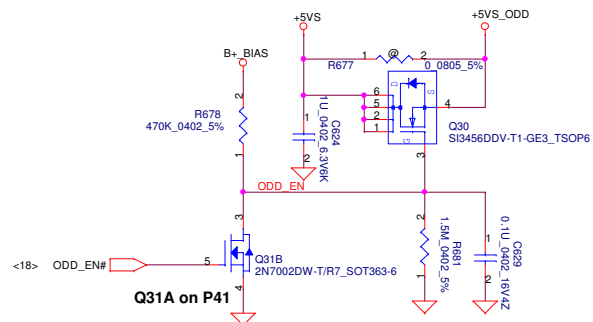 +5VS
+5VS_ODD
B+_BIAS
1
@
2
R677
0_0805_5%
2
R678
470K_0402_5%
1
1
C624
1U_0402_6.3V6K
2
6
5
2
1
D
S
G
4
3
Q30
SI3456DDV-T1-GE3_TSOP6
ODD_EN
3
<18>
ODD_EN#
5
Q31B
2N7002DW-T/R7_SOT363-6
4
Q31A on P41
2
R681
1.5M_0402_5%
1
1
C629
0.1U_0402_16V4Z
2